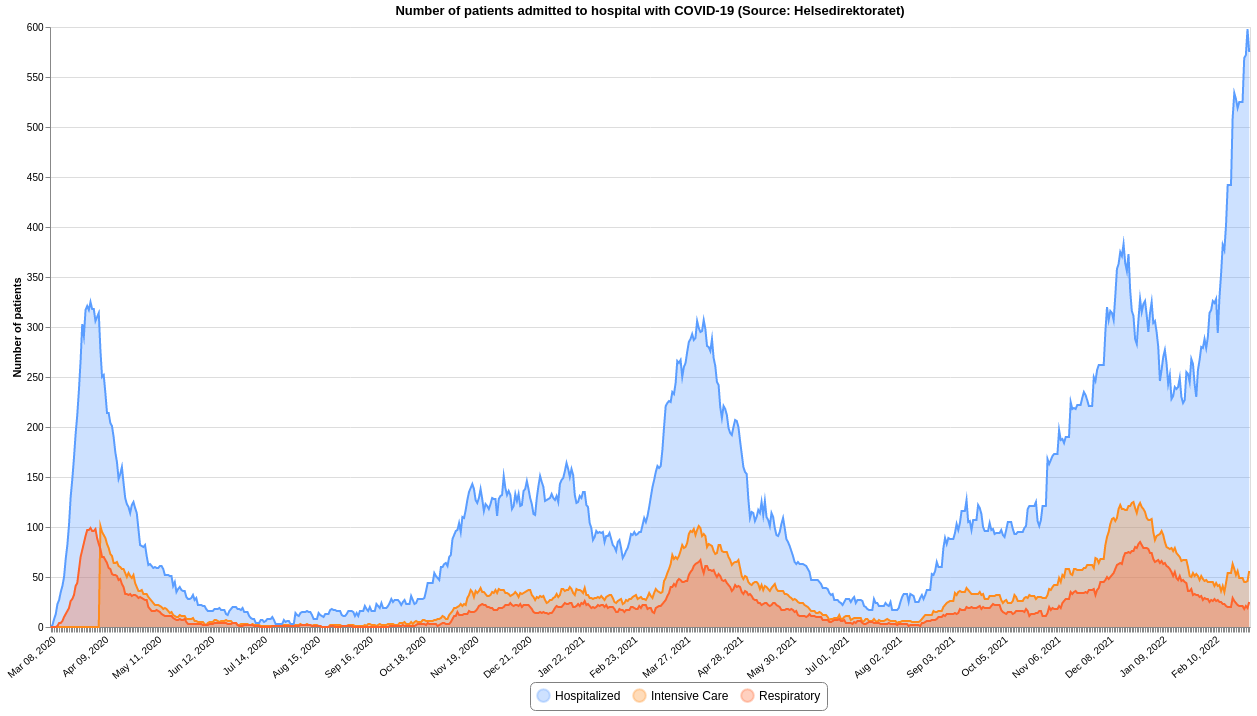 Number of patients admitted to hospital with COVID-19 (Source: Helsedirektoratet)
Number of patients
600
550
500
450
400
350
300
250
200
150
100
50
0
Mar 08, 2020
Apr 09, 2020
May 11, 2020
Jun 12, 2020
Jul 14, 2020
Aug 15, 2020
Sep 16, 2020
Oct 18, 2020
Nov 19, 2020
Dec 21, 2020
Jan 22, 2021
Feb 23, 2021
Mar 27, 2021
Apr 28, 2021
May 30, 2021
Jul 01, 2021
Aug 02, 2021
Sep 03, 2021
Oct 05, 2021
Nov 06, 2021
Dec 08, 2021
Jan 09, 2022
Feb 10, 2022
Hospitalized
Intensive Care
Respiratory